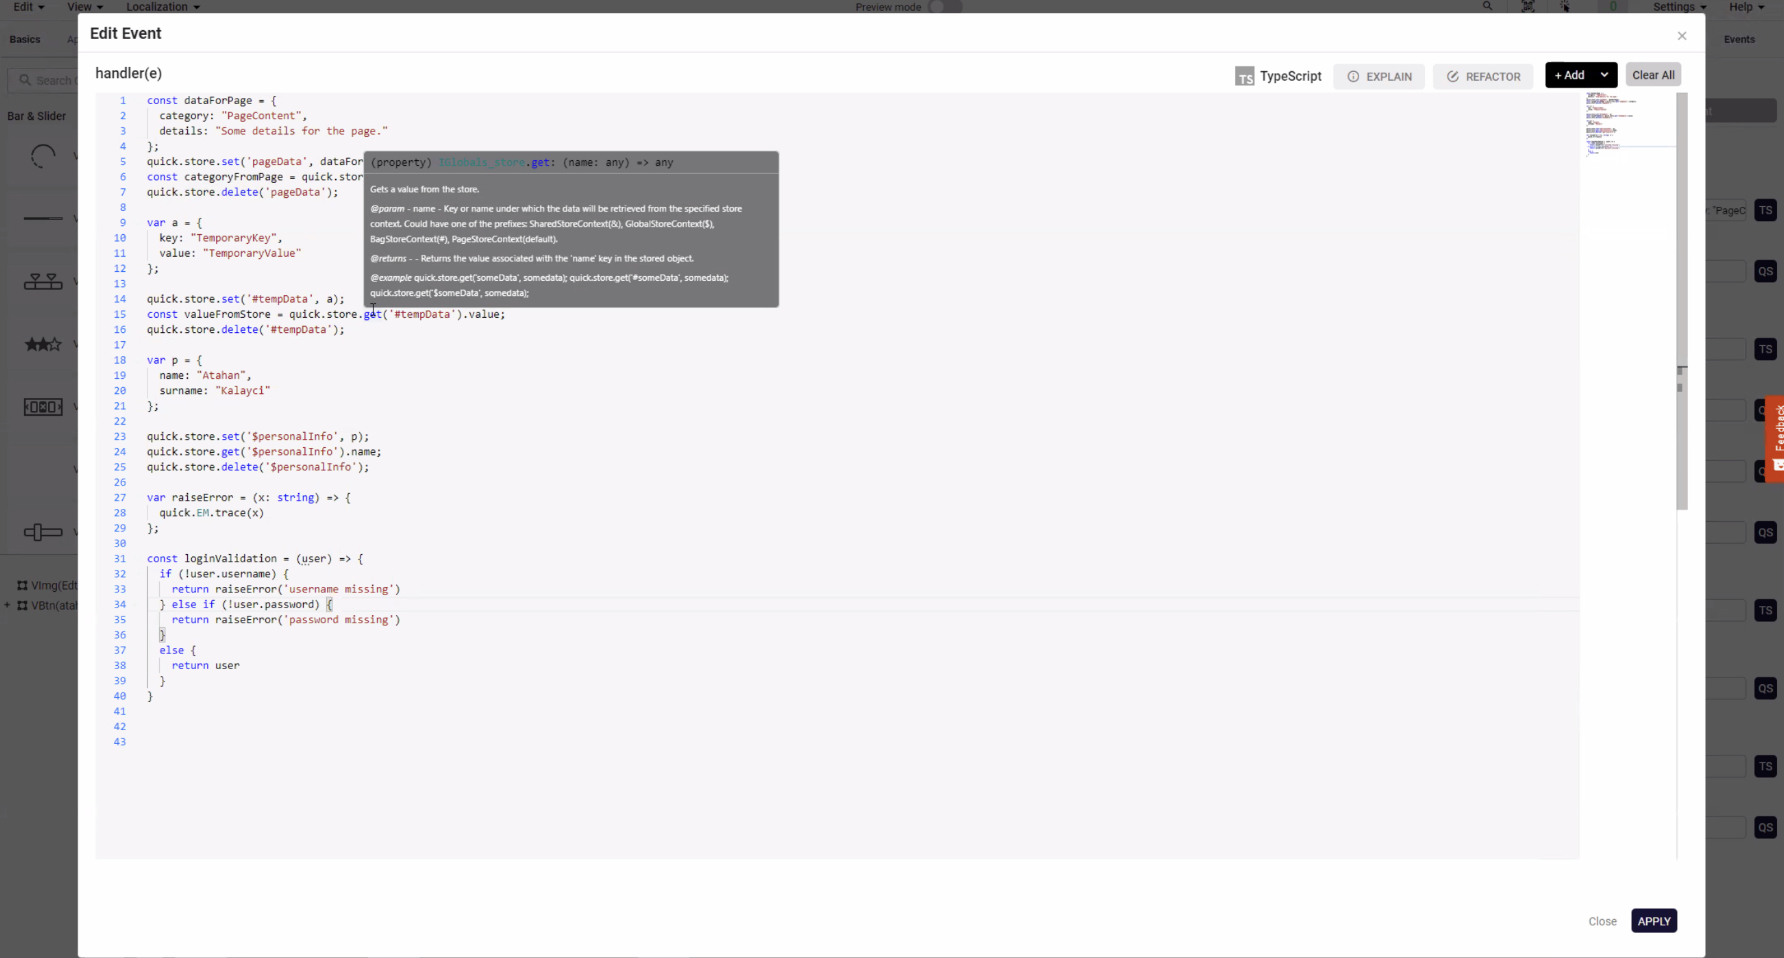 Edit View Localization Preview mode 0 Settings Help
Edit Event
Basics Ap Events
handler(e) TypeScript EXPLAIN REFACTOR + Add Clear All
Search
Bar & Slider
1 const dataForPage = {
2 category: "PageContent",
3 details: "Some details for the page."
4 };
5 quick.store.set('pageData', dataFor
6 const categoryFromPage = quick.stor
7 quick.store.delete('pageData');
8
9 var a = {
10 key: "TemporaryKey",
11 value: "TemporaryValue"
12 };
13
14 quick.store.set('#tempData', a);
15 const valueFromStore = quick.store.get('#tempData').value;
16 quick.store.delete('#tempData');
17
18 var p = {
19 name: "Atahan",
20 surname: "Kalayci"
21 };
22
23 quick.store.set('$personalInfo', p);
24 quick.store.get('$personalInfo').name;
25 quick.store.delete('$personalInfo');
26
27 var raiseError = (x: string) => {
28 quick.EM.trace(x)
29 };
30
31 const loginValidation = (user) => {
32 if (!user.username) {
33 return raiseError('username missing')
34 } else if (!user.password) {
35 return raiseError('password missing')
36 }
37 else {
38 return user
39 }
40 }
41
42
43
(property) IGlobals_store.get: (name: any) => any
Gets a value from the store.
@param - name - Key or name under which the data will be retrieved from the specified store
context. Could have one of the prefixes: SharedStoreContext(&), GlobalStoreContext($),
BagStoreContext(#), PageStoreContext(default).
@returns - - Returns the value associated with the 'name' key in the stored object.
@example quick.store.get('someData', somedata); quick.store.get('#someData', somedata);
quick.store.get('$someData', somedata);
VImg(Edt
VBtn(atah
: "PageC TS
QS
TS
QS
TS
QS
TS
QS
Feedback
Close APPLY